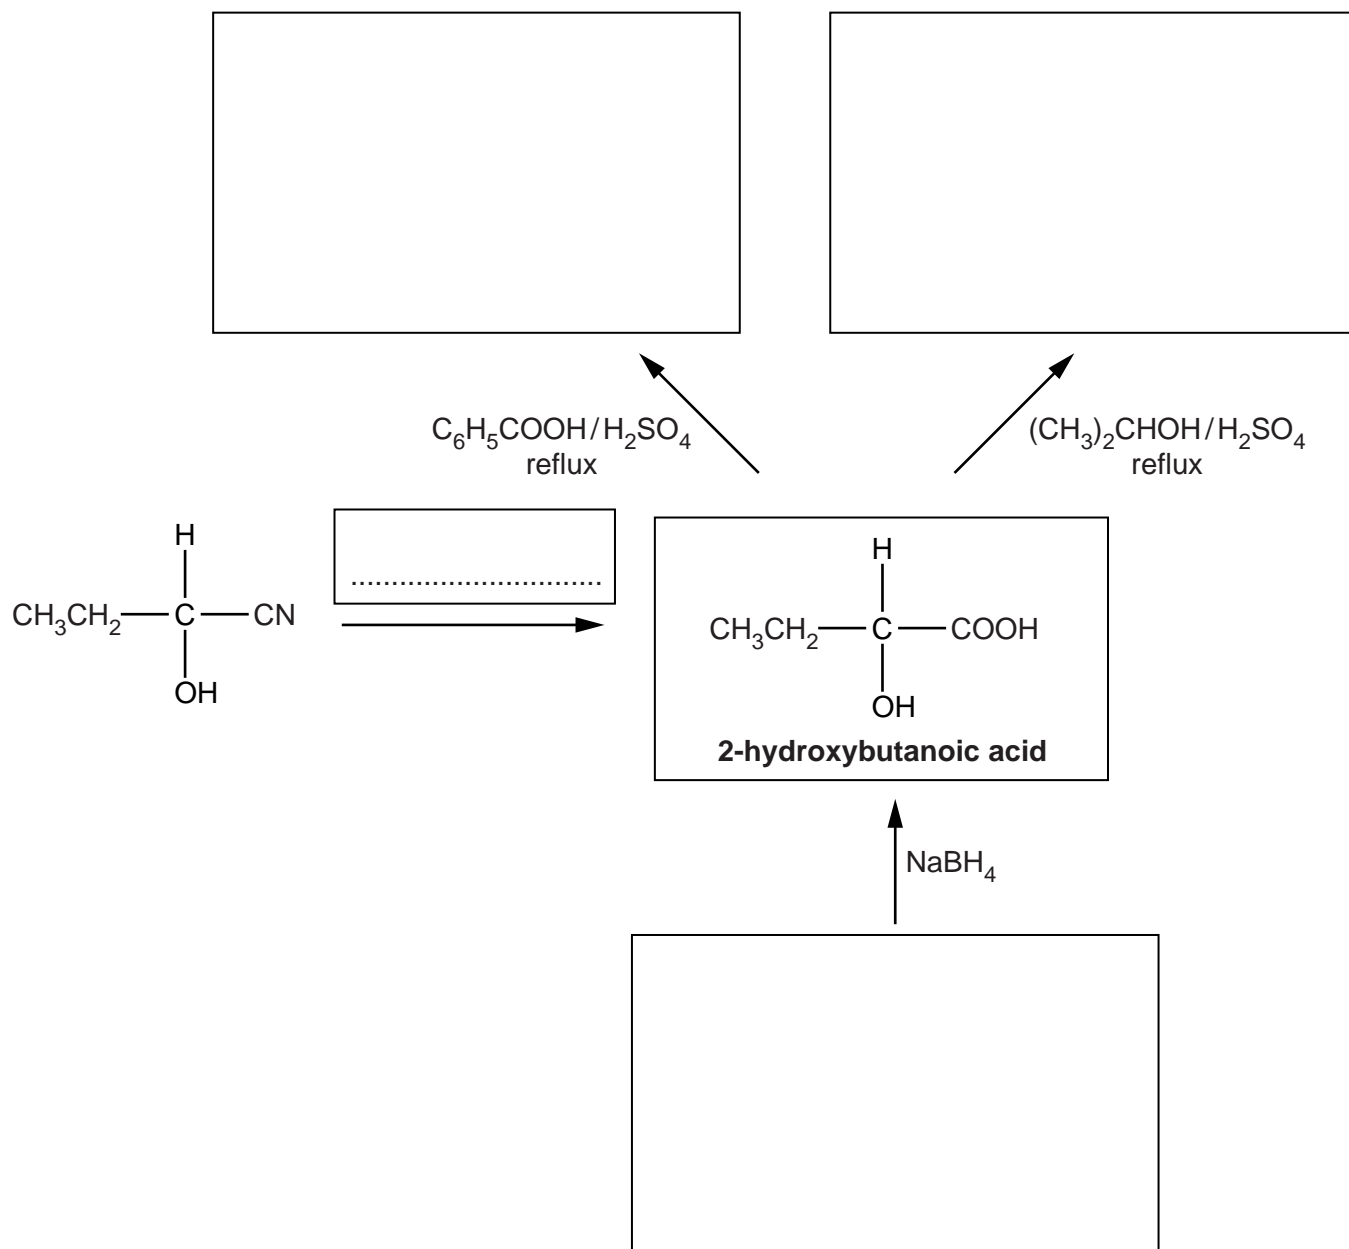 C₆H₅COOH/H₂SO₄
reflux
(CH₃)₂CHOH/H₂SO₄
reflux
H
CH₃CH₂ C CN
OH
..............................
H
CH₃CH₂ C COOH
OH
2-hydroxybutanoic acid
NaBH₄